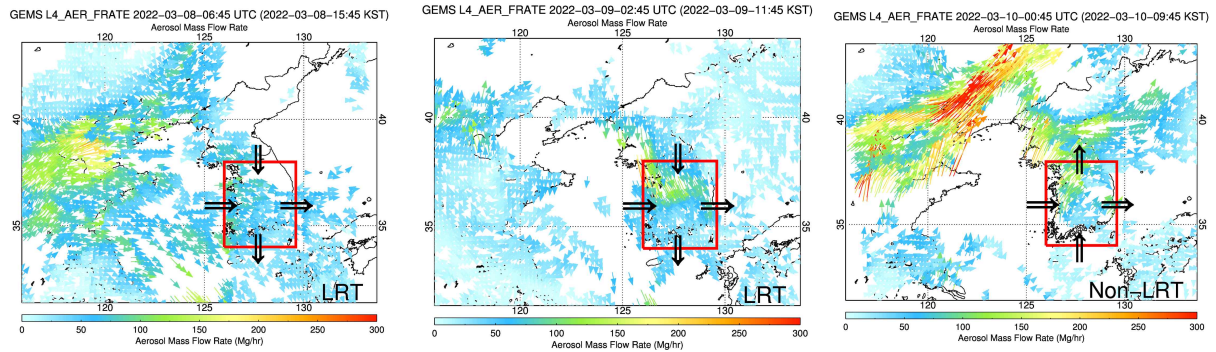 GEMS L4_AER_FRATE 2022-03-08-06:45 UTC (2022-03-08-15:45 KST)
Aerosol Mass Flow Rate
120 125 130
40 40
35 35
120 125 130
LRT
0 50 100 150 200 250 300
Aerosol Mass Flow Rate (Mg/hr)
GEMS L4_AER_FRATE 2022-03-09-02:45 UTC (2022-03-09-11:45 KST)
Aerosol Mass Flow Rate
120 125 130
40 40
35 35
120 125 130
LRT
0 50 100 150 200 250 300
Aerosol Mass Flow Rate (Mg/hr)
GEMS L4_AER_FRATE 2022-03-10-00:45 UTC (2022-03-10-09:45 KST)
Aerosol Mass Flow Rate
120 125 130
40 40
35 35
120 125 130
Non-LRT
0 50 100 150 200 250 300
Aerosol Mass Flow Rate (Mg/hr)